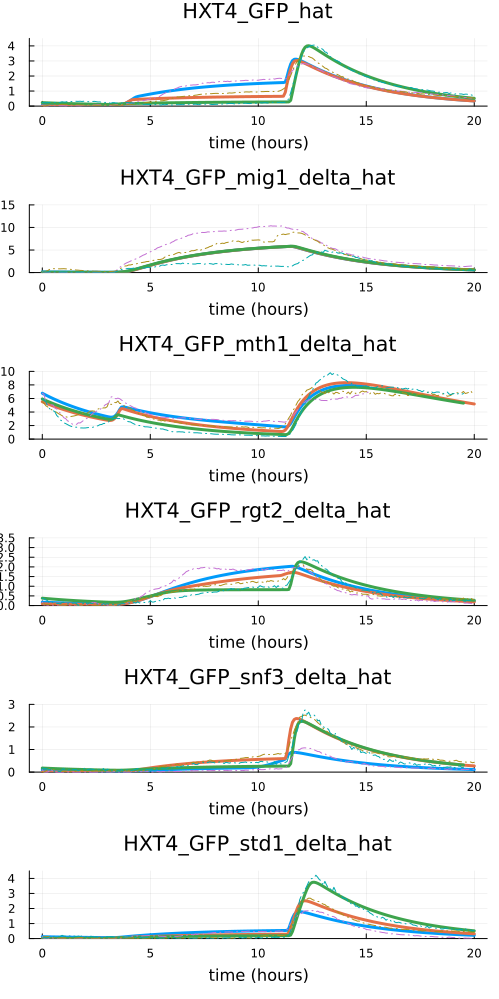 HXT4_GFP_hat
4
3
2
1
0
0 5 10 15 20
time (hours)
HXT4_GFP_mig1_delta_hat
15
10
5
0
0 5 10 15 20
time (hours)
HXT4_GFP_mth1_delta_hat
10
8
6
4
2
0
0 5 10 15 20
time (hours)
HXT4_GFP_rgt2_delta_hat
3.5
3.0
2.5
2.0
1.5
1.0
0.5
0.0
0 5 10 15 20
time (hours)
HXT4_GFP_snf3_delta_hat
3
2
1
0
0 5 10 15 20
time (hours)
HXT4_GFP_std1_delta_hat
4
3
2
1
0
0 5 10 15 20
time (hours)